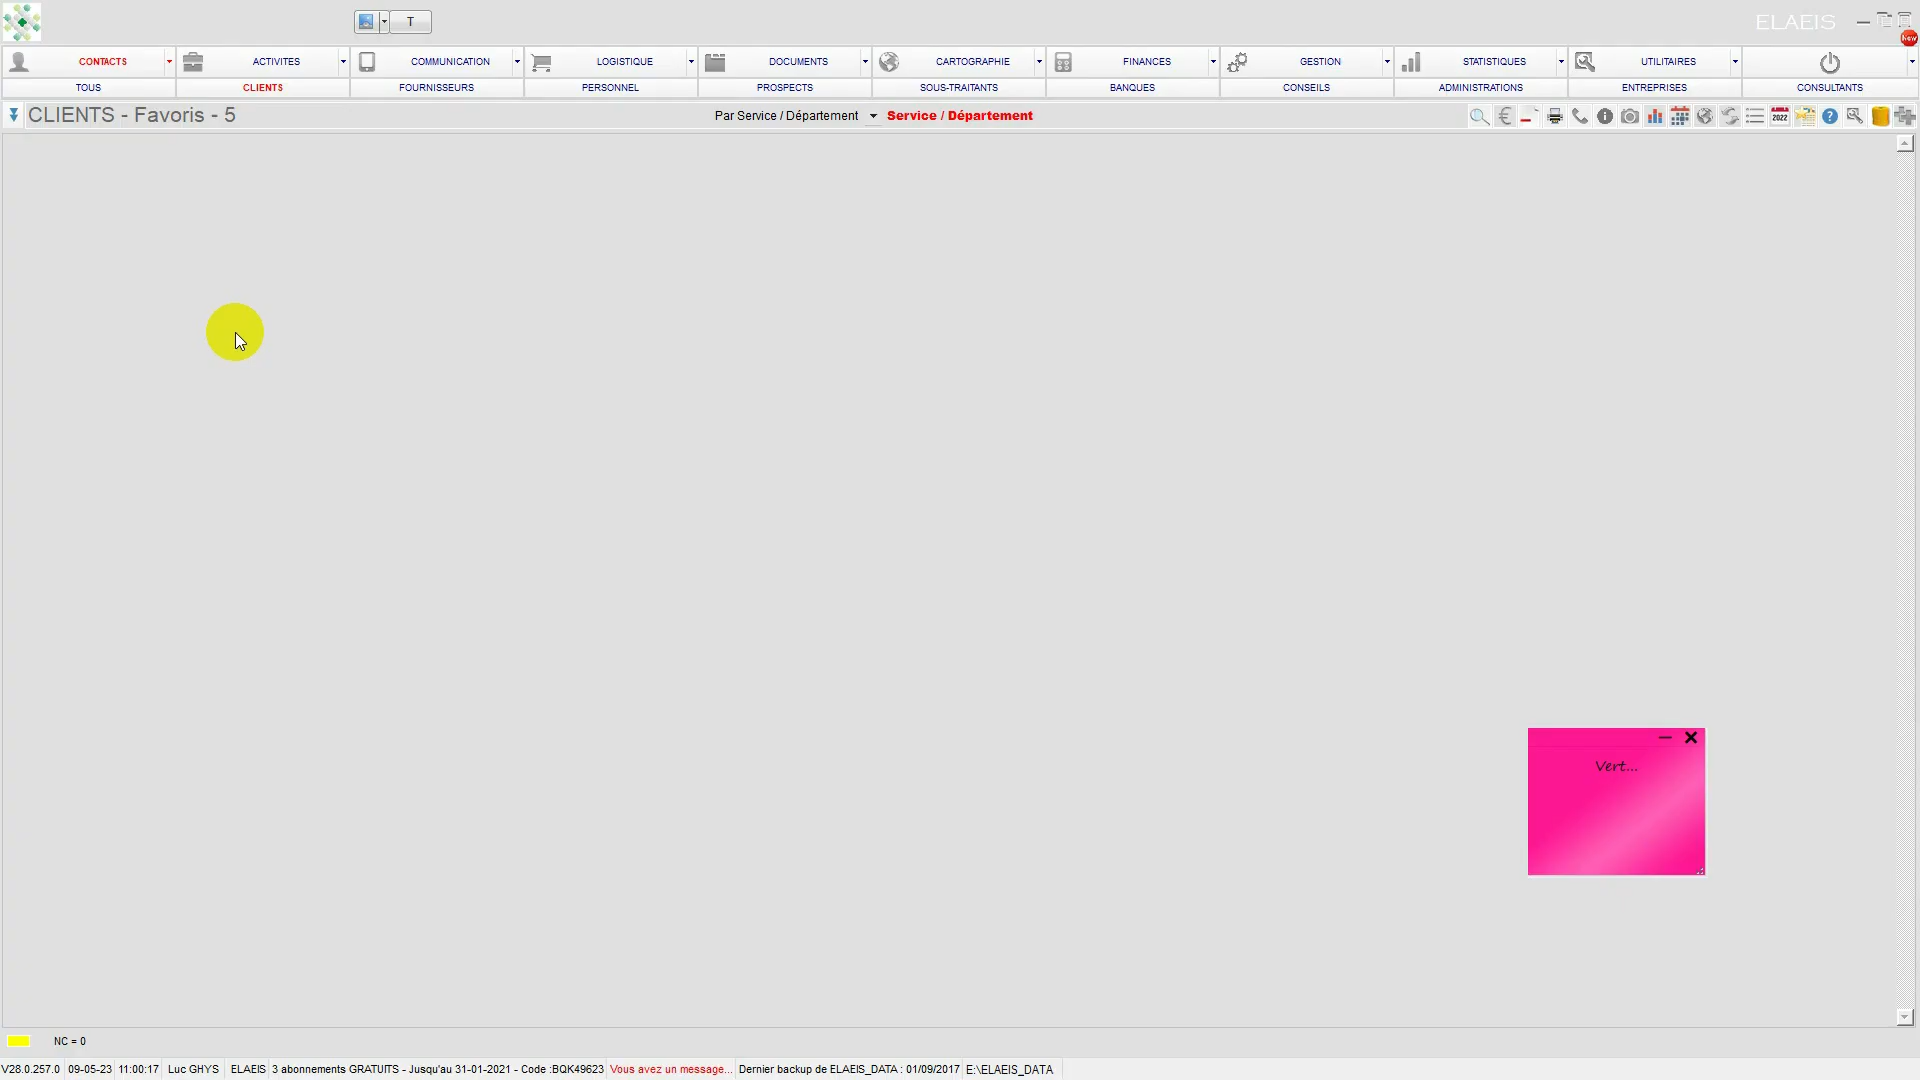 T
ELAEIS
New
CONTACTS ACTIVITES COMMUNICATION LOGISTIQUE DOCUMENTS CARTOGRAPHIE FINANCES GESTION STATISTIQUES UTILITAIRES
TOUS CLIENTS FOURNISSEURS PERSONNEL PROSPECTS SOUS-TRAITANTS BANQUES CONSEILS ADMINISTRATIONS ENTREPRISES CONSULTANTS
CLIENTS - Favoris - 5 Par Service / Département Service / Département
2022
Vert...
NC = 0
V28.0.257.0 09-05-23 11:00:17 Luc GHYS ELAEIS 3 abonnements GRATUITS - Jusqu'au 31-01-2021 - Code :BQK49623 Vous avez un message... Dernier backup de ELAEIS_DATA : 01/09/2017 E:\ELAEIS_DATA